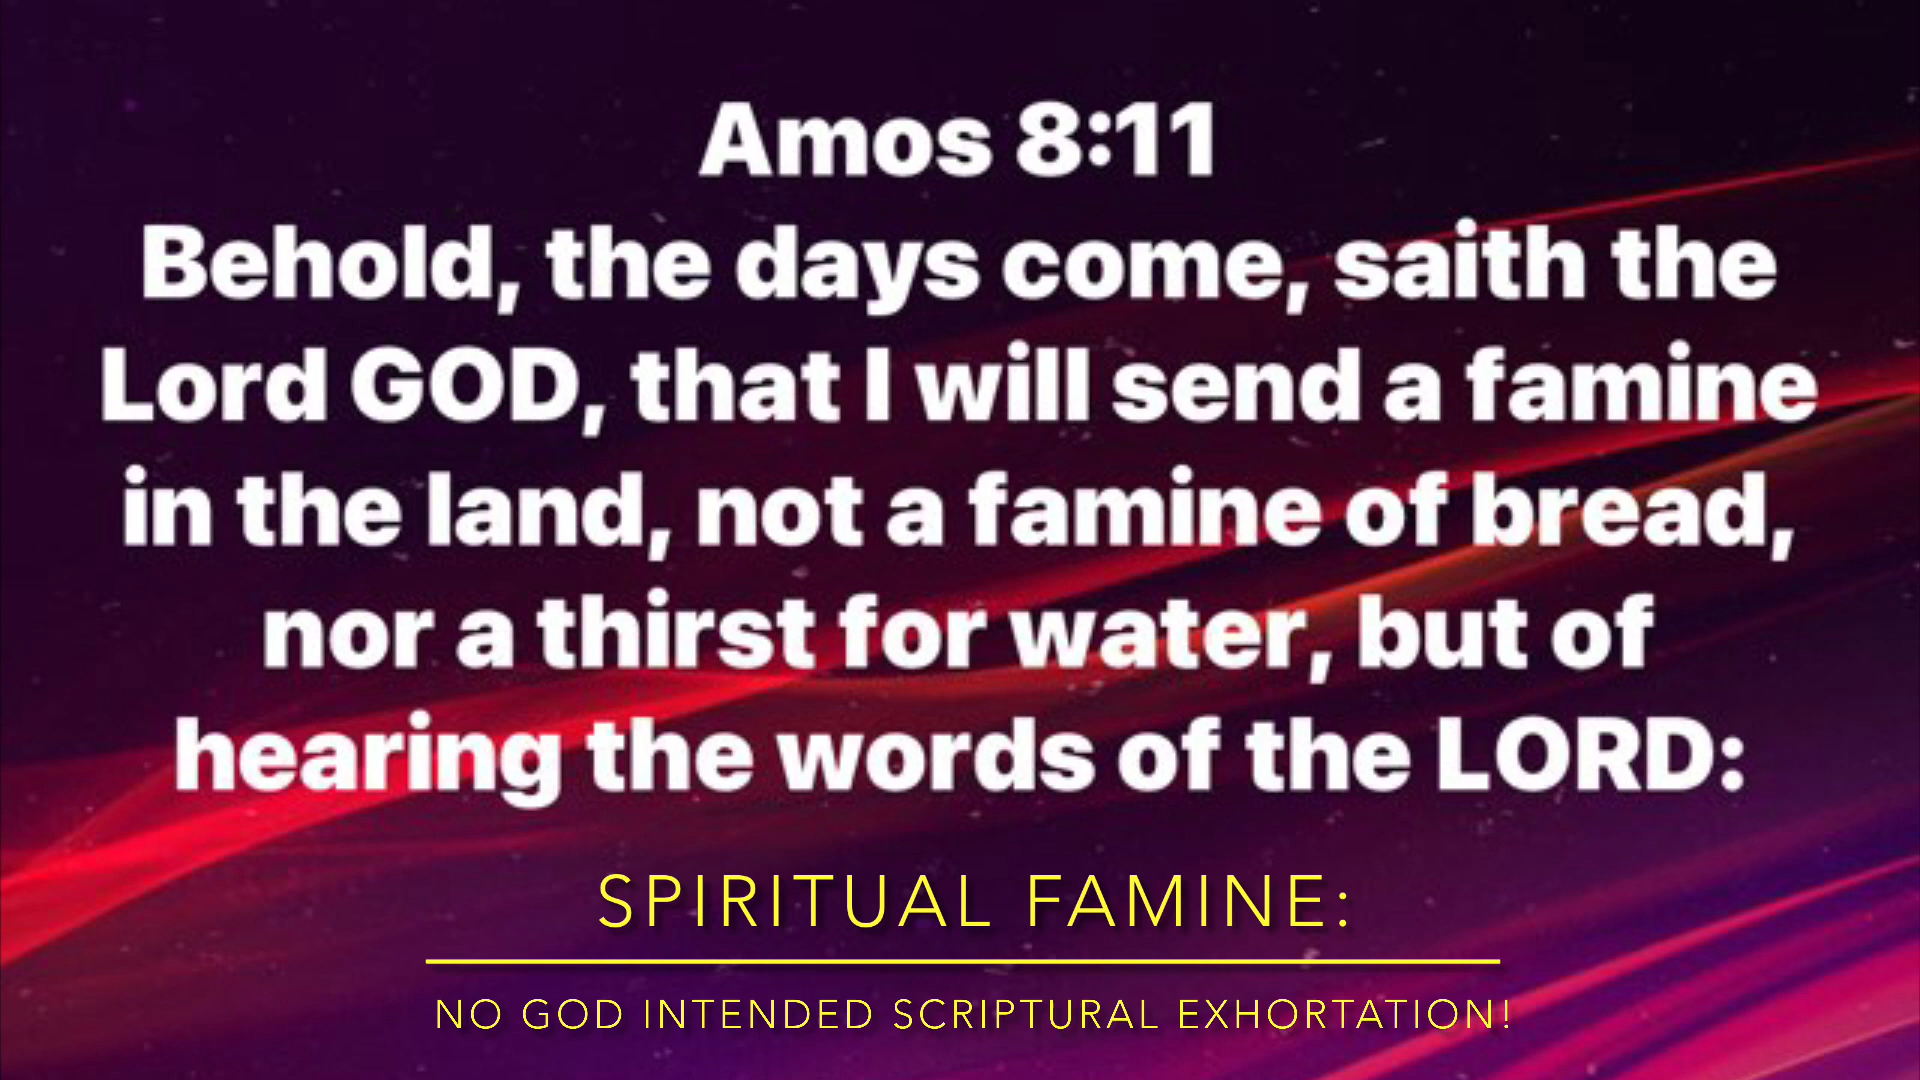 Amos 8:11
Behold, the days come, saith the
Lord GOD, that I will send a famine
in the land, not a famine of bread,
nor a thirst for water, but of
hearing the words of the LORD:
SPIRITUAL FAMINE:
NO GOD INTENDED SCRIPTURAL EXHORTATION!